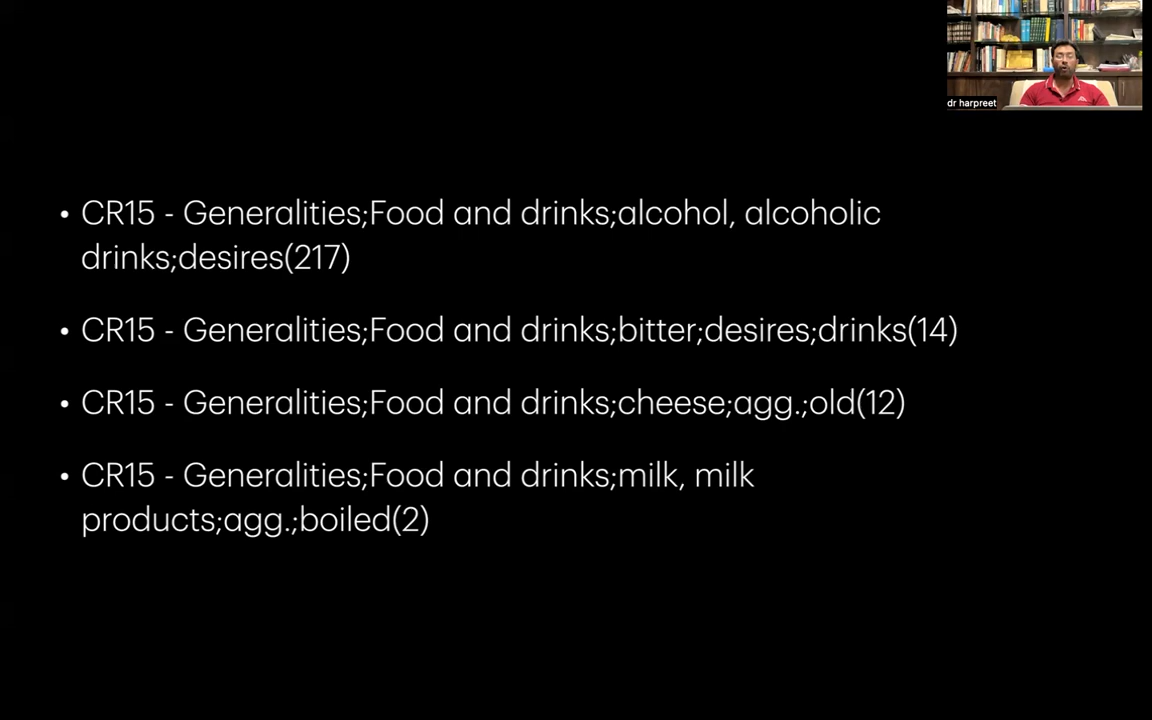 dr harpreet
• CR15 - Generalities;Food and drinks;alcohol, alcoholic
drinks;desires(217)
• CR15 - Generalities;Food and drinks;bitter;desires;drinks(14)
• CR15 - Generalities;Food and drinks;cheese;agg.;old(12)
• CR15 - Generalities;Food and drinks;milk, milk
products;agg.;boiled(2)